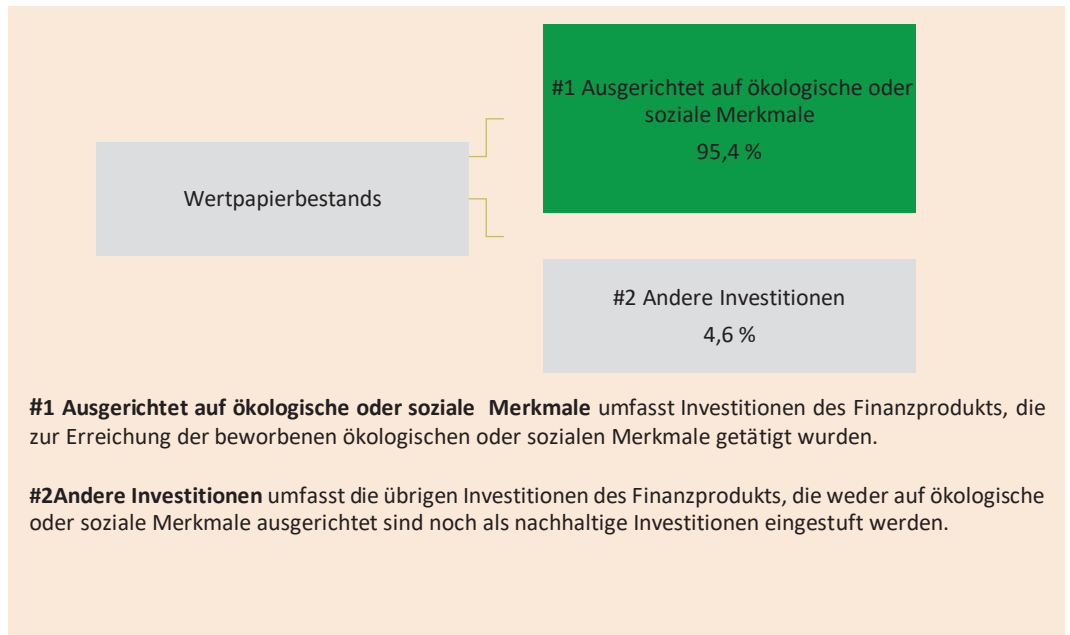 #1 Ausgerichtet auf ökologische oder
soziale Merkmale
95,4 %
Wertpapierbestands
#2 Andere Investitionen
4,6 %
#1 Ausgerichtet auf ökologische oder soziale Merkmale umfasst Investitionen des Finanzprodukts, die
zur Erreichung der beworbenen ökologischen oder sozialen Merkmale getätigt wurden.
#2Andere Investitionen umfasst die übrigen Investitionen des Finanzprodukts, die weder auf ökologische
oder soziale Merkmale ausgerichtet sind noch als nachhaltige Investitionen eingestuft werden.